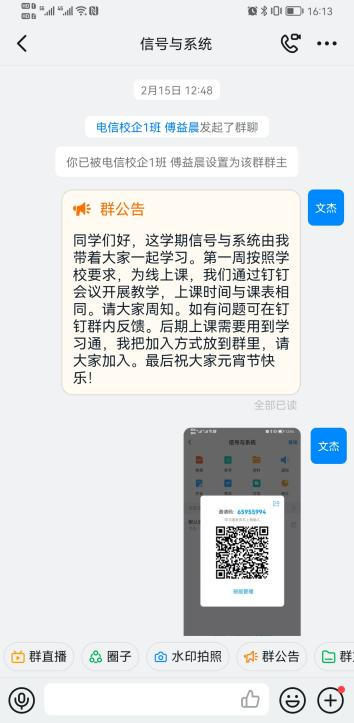 16:13
信号与系统
2月15日 12:48
电信校企1班 傅益晨发起了群聊
你已被电信校企1班 傅益晨设置为该群群主
群公告
文杰
同学们好，这学期信号与系统由我
带着大家一起学习。第一周按照学
校要求，为线上课，我们通过钉钉
会议开展教学，上课时间与课表相
同。请大家周知。如有问题可在钉
钉群内反馈。后期上课需要用到学
习通，我把加入方式放到群里，请
大家加入。最后祝大家元宵节快
乐！
全部已读
文杰
信号与系统
邀请码: 65955994
班级管理
群直播
圈子
水印拍照
群公告